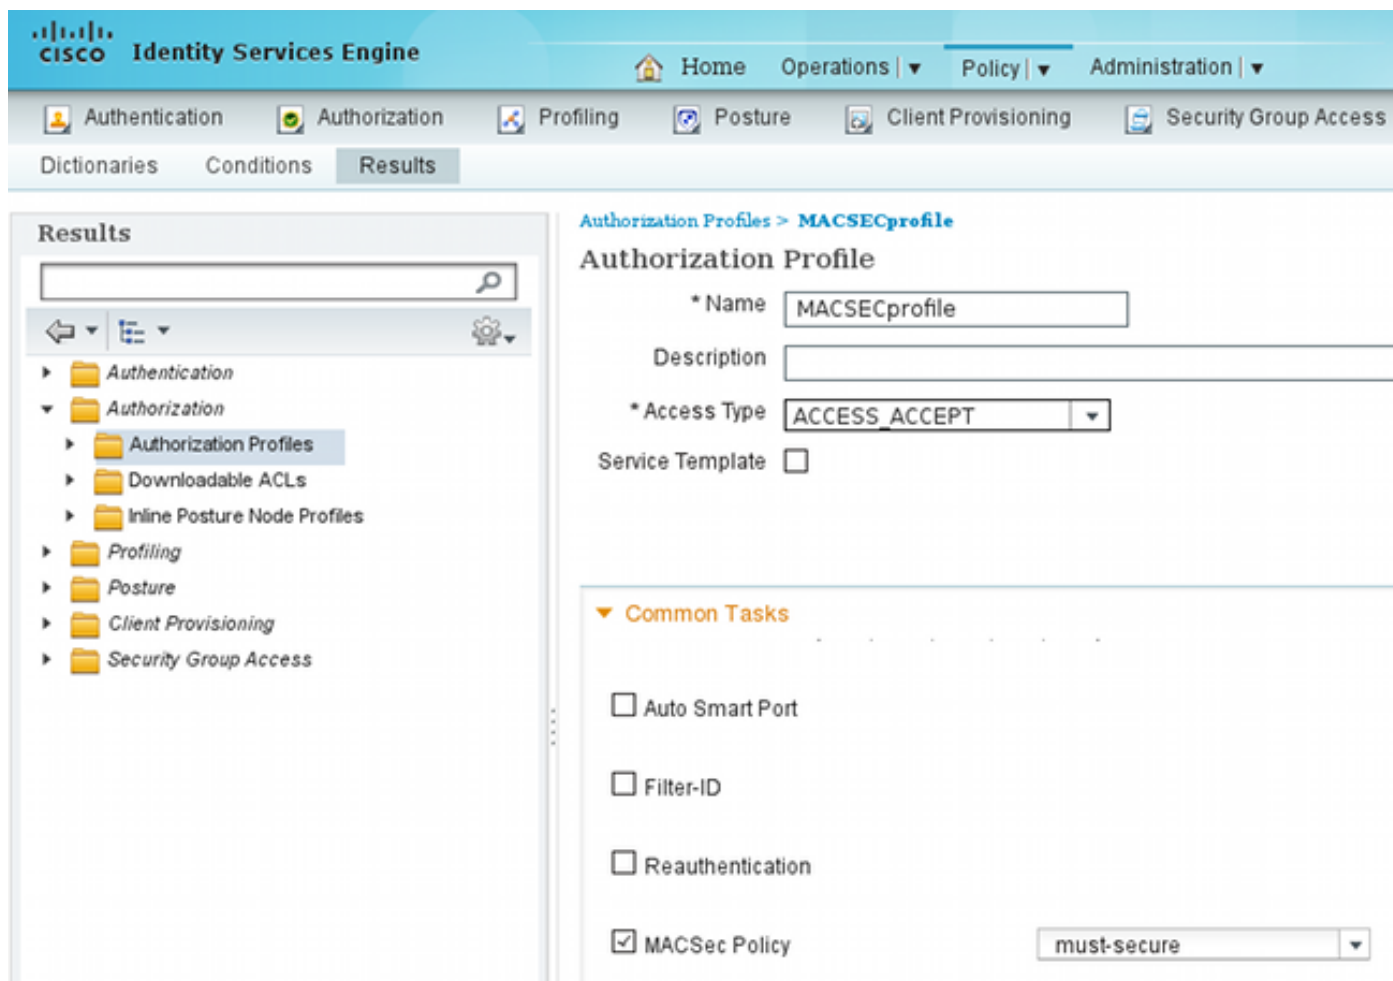 CISCO Identity Services Engine
Home Operations Policy Administration
Authentication Authorization Profiling Posture Client Provisioning Security Group Access
Dictionaries Conditions Results
Results
Authentication
Authorization
Authorization Profiles
Downloadable ACLs
Inline Posture Node Profiles
Profiling
Posture
Client Provisioning
Security Group Access
Authorization Profiles > MACSECprofile
Authorization Profile
* Name MACSECprofile
Description
* Access Type ACCESS_ACCEPT
Service Template
Common Tasks
Auto Smart Port
Filter-ID
Reauthentication
MACSec Policy must-secure